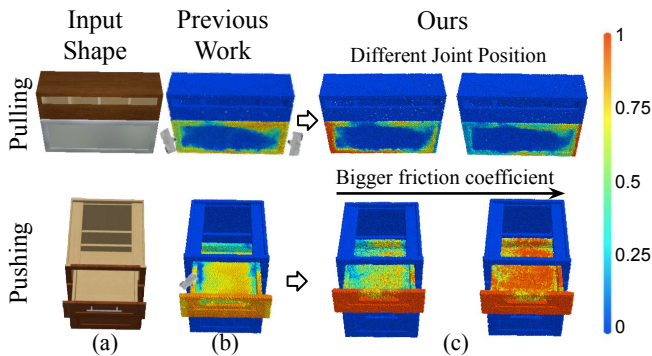 Input Shape
Previous Work
Ours
Different Joint Position
Pulling
1
0.75
0.5
0.25
0
Bigger friction coefficient
Pushing
(a)
(b)
(c)